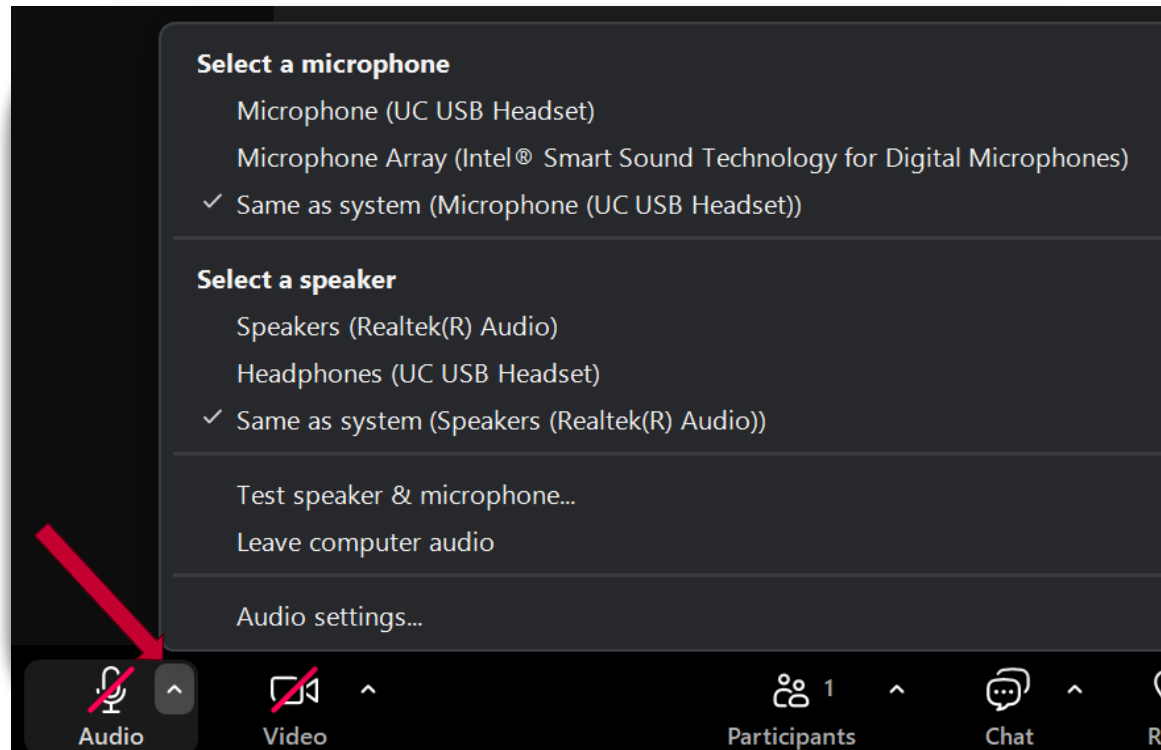 Select a microphone
Microphone (UC USB Headset)
Microphone Array (Intel® Smart Sound Technology for Digital Microphones)
Same as system (Microphone (UC USB Headset))
Select a speaker
Speakers (Realtek(R) Audio)
Headphones (UC USB Headset)
Same as system (Speakers (Realtek(R) Audio))
Test speaker & microphone...
Leave computer audio
Audio settings...
1
Audio Video Participants Chat R